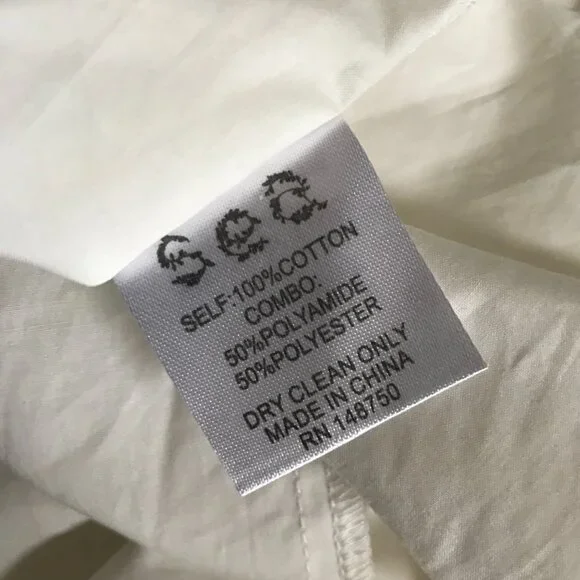 SELF:100%COTTON
COMBO:
50%POLYAMIDE
50%POLYESTER
DRY CLEAN ONLY
MADE IN CHINA
RN 148750